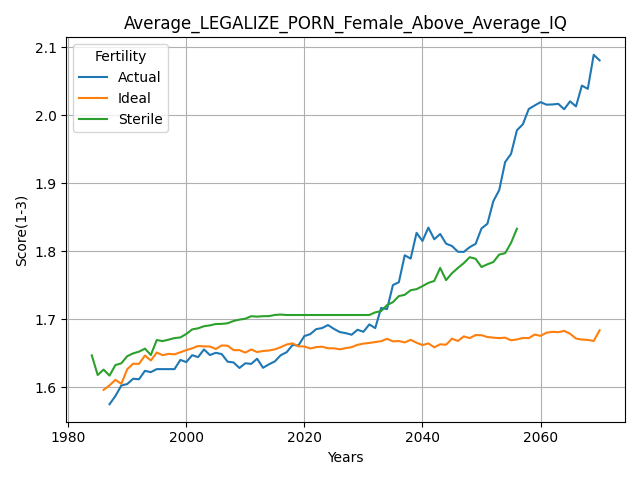 Average_LEGALIZE_PORN_Female_Above_Average_IQ
Fertility
Actual
Ideal
Sterile
Score(1-3)
2.1
2.0
1.9
1.8
1.7
1.6
1980 2000 2020 2040 2060
Years